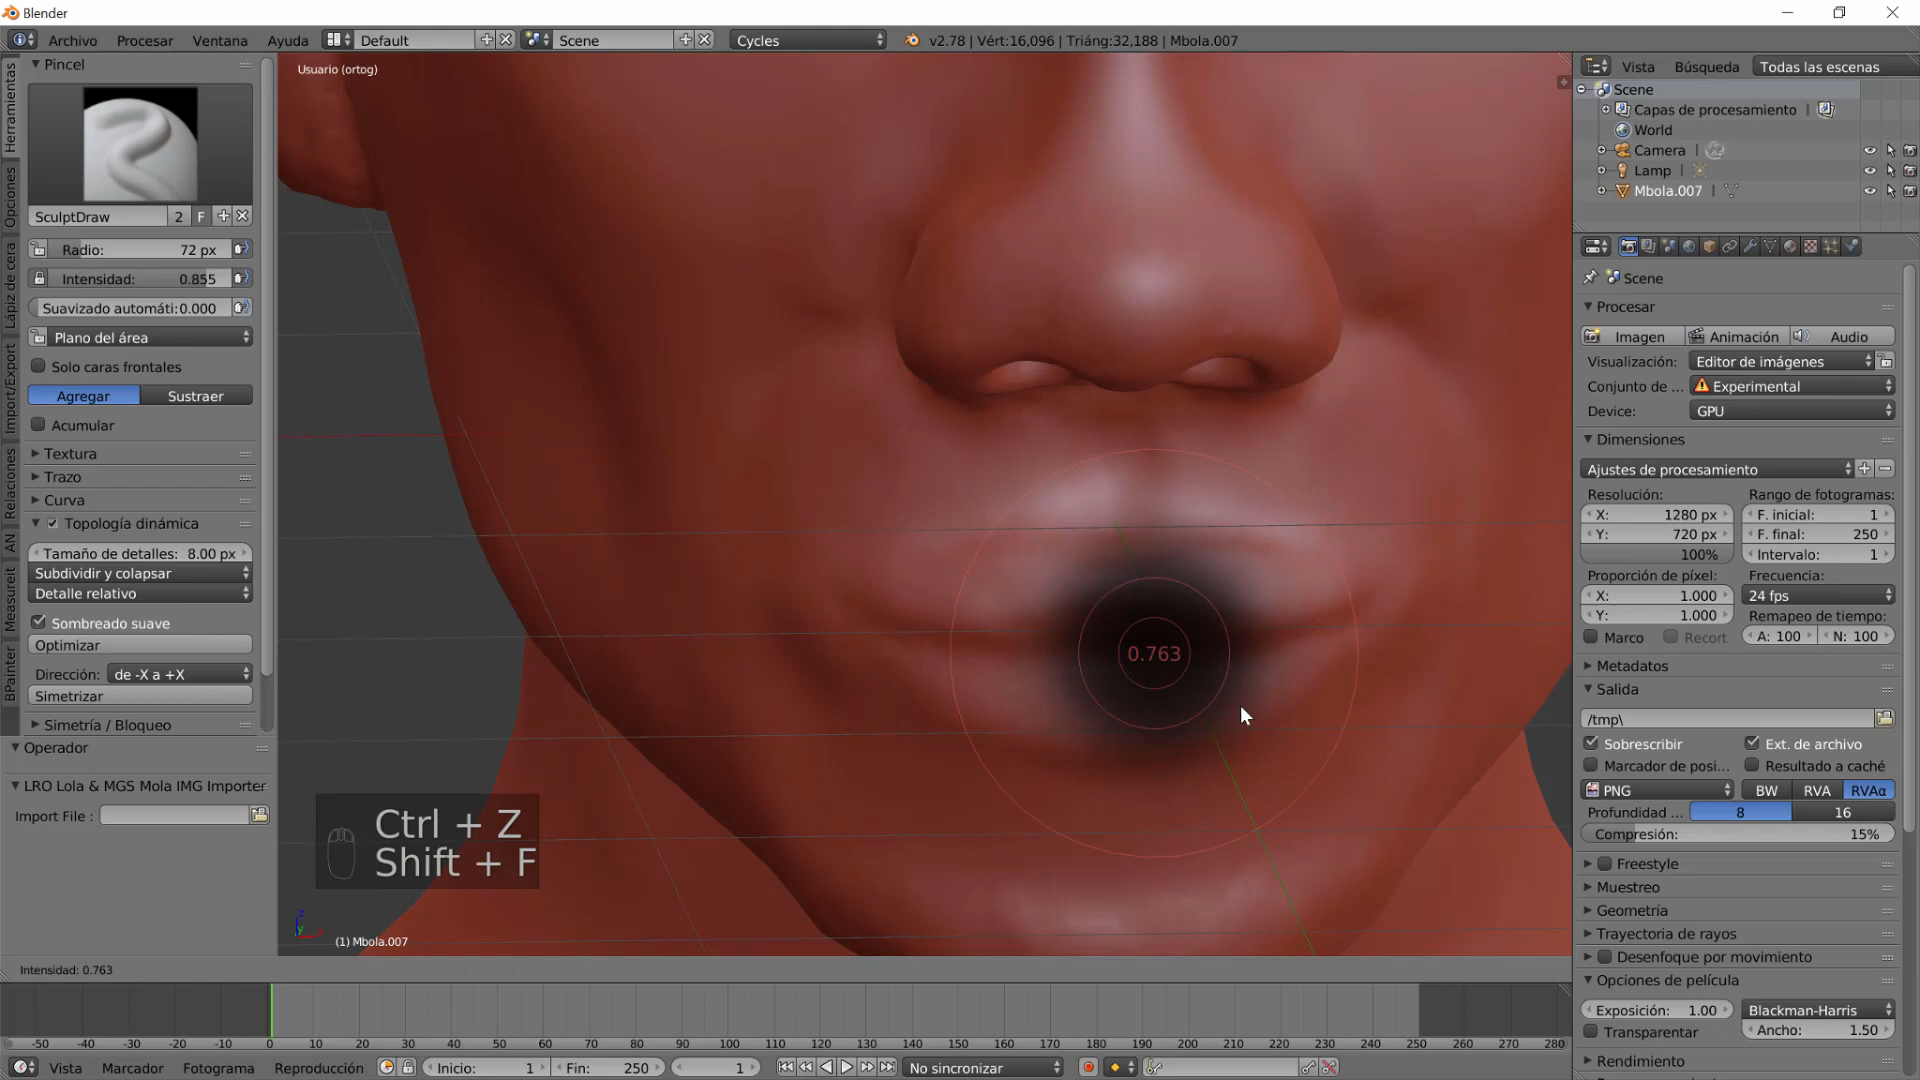 Blender
Archivo Procesar Ventana Ayuda Default Scene Cycles v2.78 | Vért:16,096 | Triáng:32,188 | Mbola.007
Pincel
Herramientas
Opciones
Lápiz de cera
Import/Export
Relaciones
AN
Measureit
BPainter
SculptDraw 2 F
Radio: 72 px
Intensidad: 0.855
Suavizado automáti:0.000
Plano del área
Solo caras frontales
Agregar Sustraer
Acumular
Textura
Trazo
Curva
Topología dinámica
Tamaño de detalles: 8.00 px
Subdividir y colapsar
Detalle relativo
Sombreado suave
Optimizar
Dirección: de -X a +X
Simetrizar
Simetría / Bloqueo
Operador
LRO Lola & MGS Mola IMG Importer
Import File :
Usuario (ortog)
0.763
Ctrl + Z
Shift + F
z
y
x
(1) Mbola.007
Intensidad: 0.763
Vista Búsqueda Todas las escenas
Scene
Capas de procesamiento |
World
Camera |
Lamp |
Mbola.007 |
Scene
Procesar
Imagen Animación Audio
Visualización: Editor de imágenes
Conjunto de ... Experimental
Device: GPU
Dimensiones
Ajustes de procesamiento
Resolución: Rango de fotogramas:
X: 1280 px F. inicial: 1
Y: 720 px F. final: 250
100% Intervalo: 1
Proporción de píxel: Frecuencia:
X: 1.000 24 fps
Y: 1.000 Remapeo de tiempo:
Marco Recort A: 100 N: 100
Metadatos
Salida
/tmp\
Sobrescribir Ext. de archivo
Marcador de posi... Resultado a caché
PNG BW RVA RVAα
Profundidad ... 8 16
Compresión: 15%
Freestyle
Muestreo
Geometría
Trayectoria de rayos
Desenfoque por movimiento
Opciones de película
Exposición: 1.00 Blackman-Harris
Transparentar Ancho: 1.50
Rendimiento
-50 -40 -30 -20 -10 0 10 20 30 40 50 60 70 80 90 100 110 120 130 140 150 160 170 180 190 200 210 220 230 240 250 260 270 280
Vista Marcador Fotograma Reproducción Inicio: 1 Fin: 250 1 No sincronizar